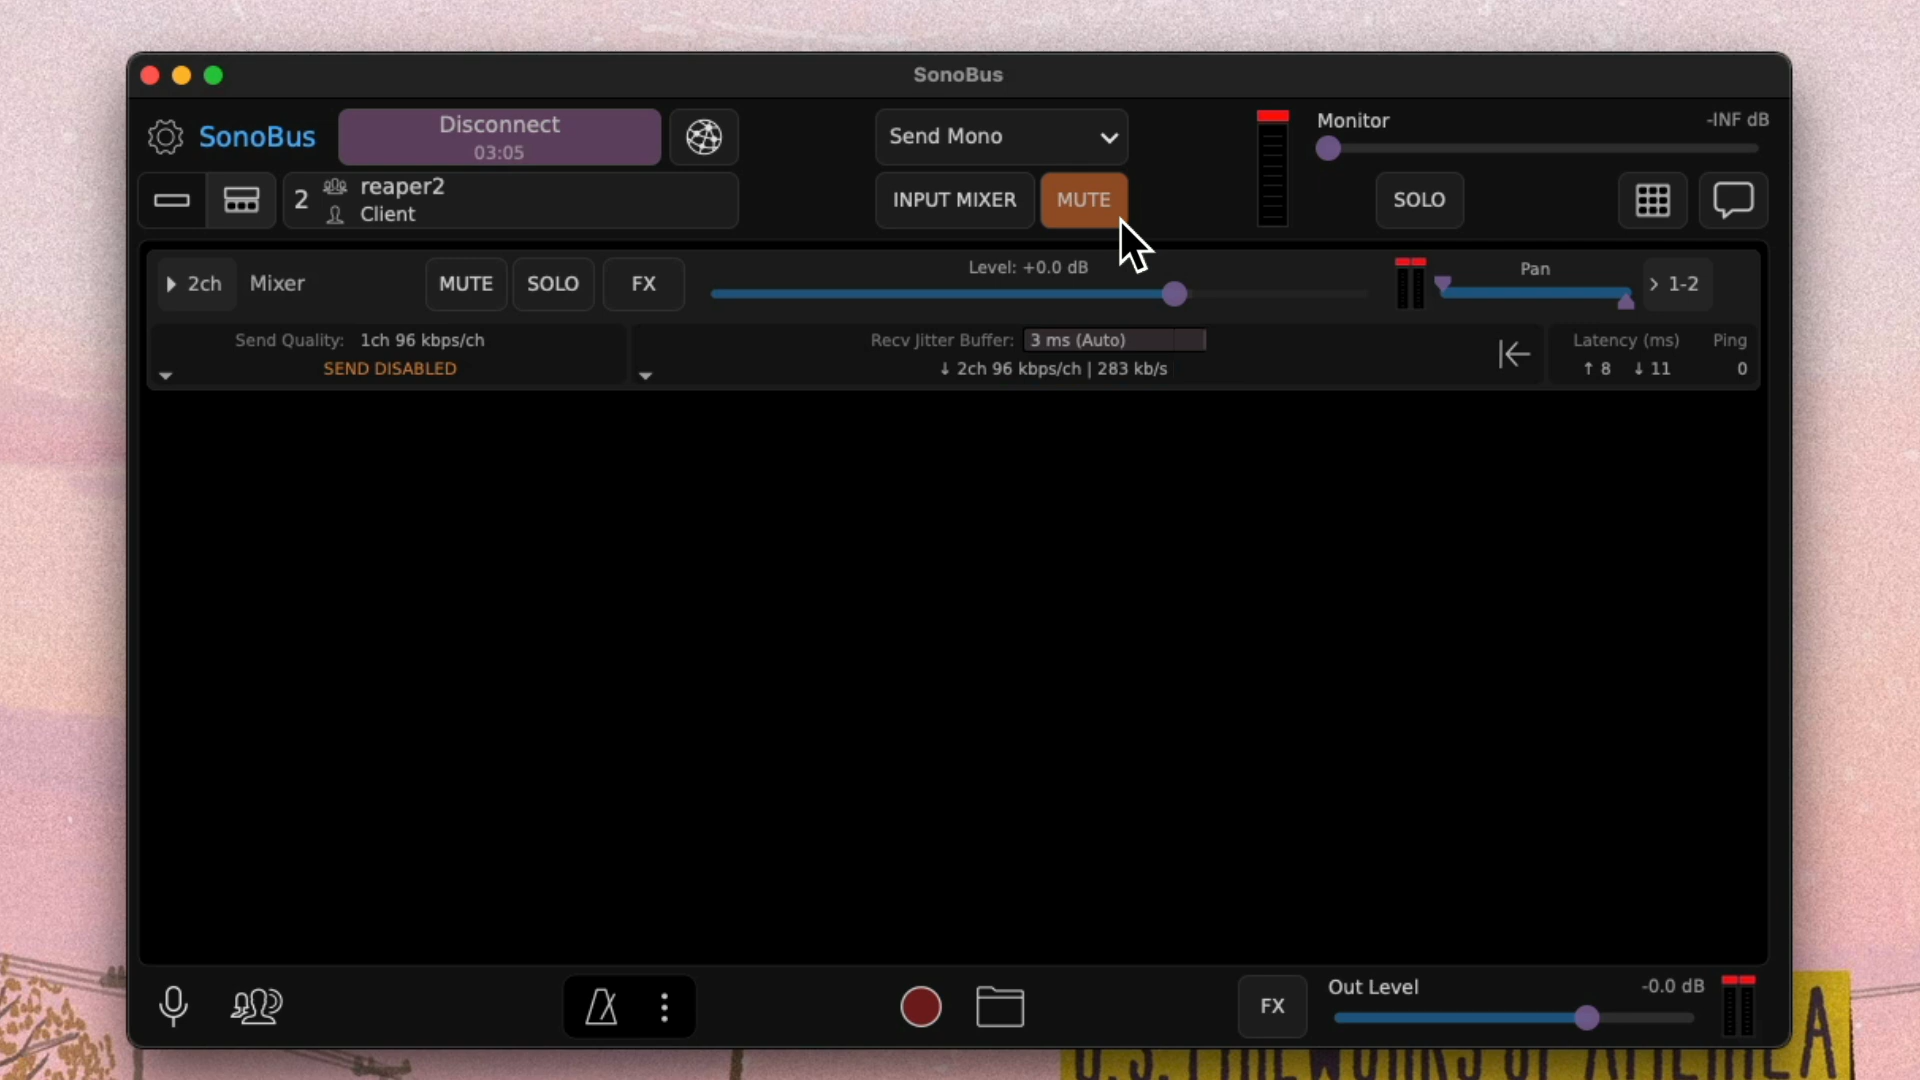 SonoBus
SonoBus
Disconnect
03:05
Send Mono
Monitor
-INF dB
2
reaper2
Client
INPUT MIXER
MUTE
SOLO
2ch
Mixer
MUTE
SOLO
FX
Level: +0.0 dB
Pan
> 1-2
Send Quality: 1ch 96 kbps/ch
SEND DISABLED
Recv Jitter Buffer: 3 ms (Auto)
↓ 2ch 96 kbps/ch | 283 kb/s
Latency (ms)
Ping
↑ 8 ↓ 11
0
FX
Out Level
-0.0 dB
U.S. FIREWORKS OF AMERICA